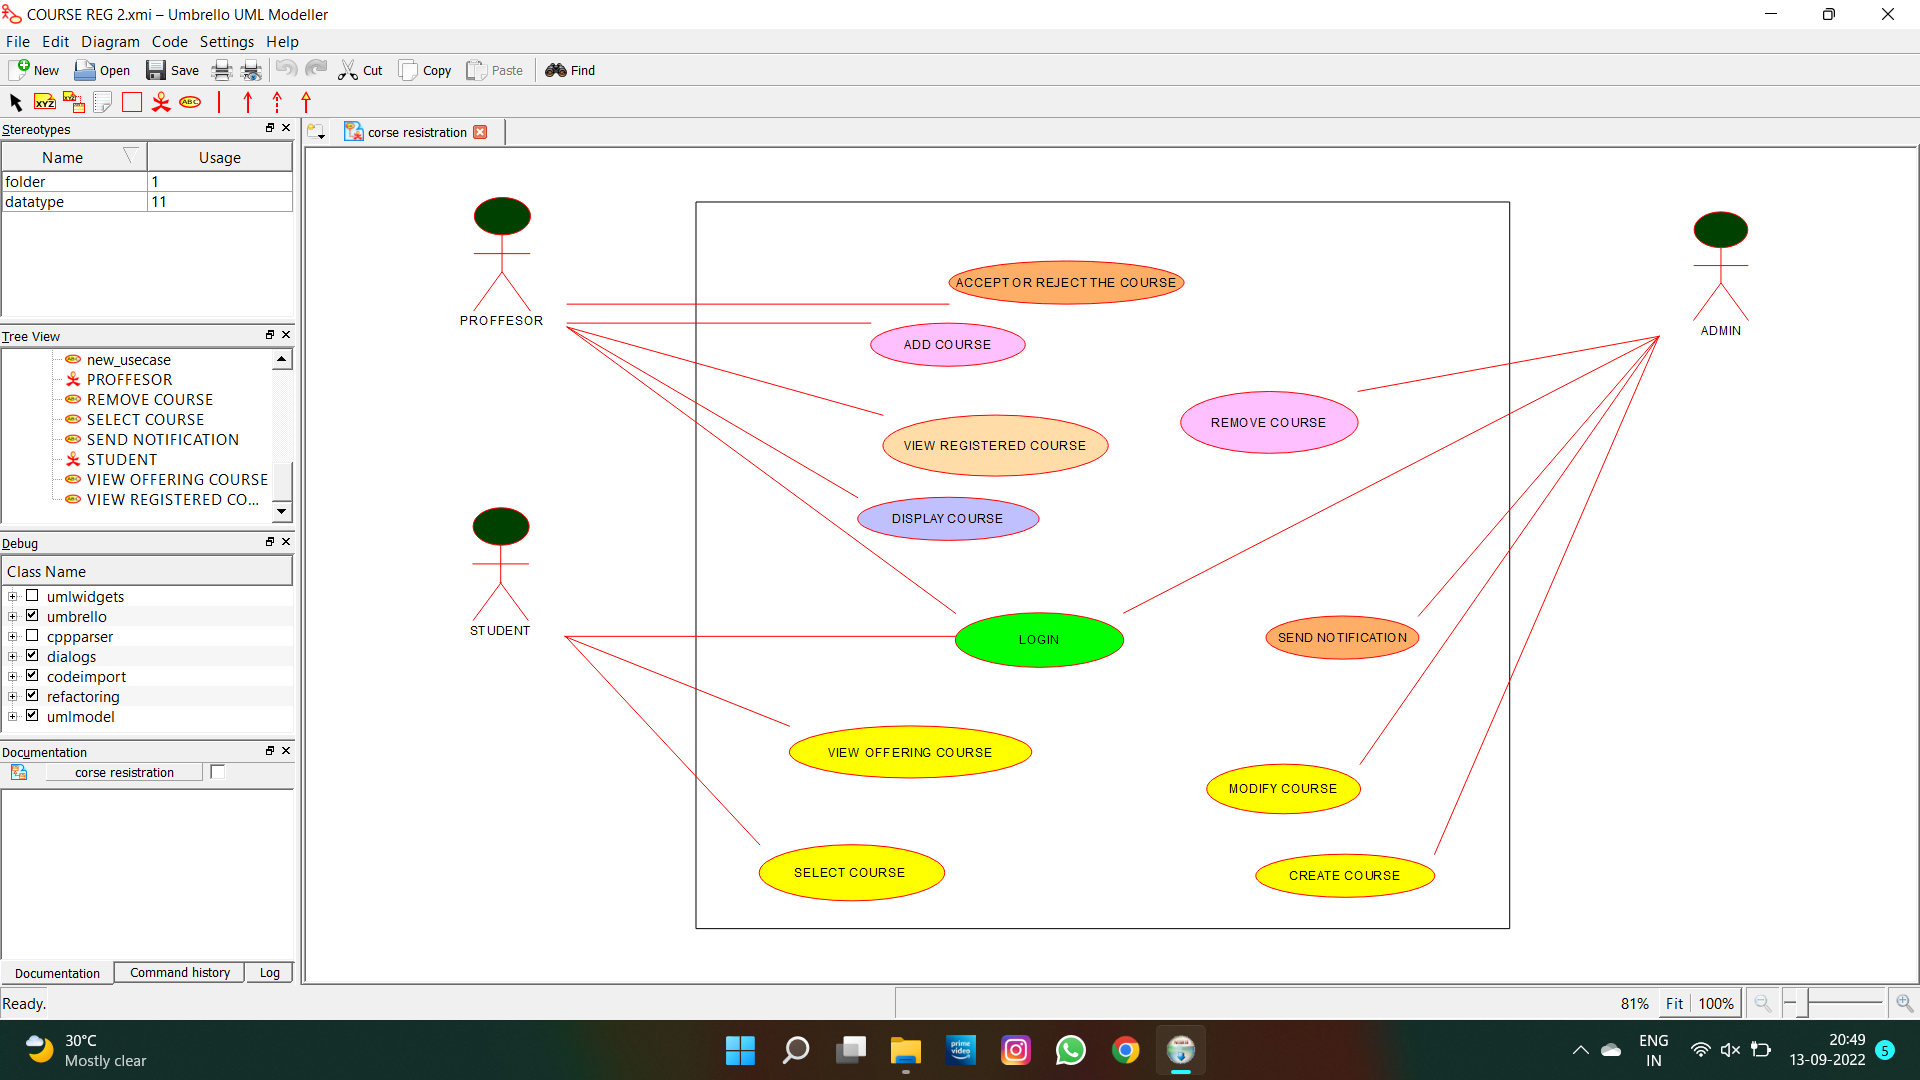 COURSE REG 2.xmi – Umbrello UML Modeller
File Edit Diagram Code Settings Help
New Open Save Cut Copy Paste Find
XYZ XYZ ABC
Stereotypes
corse resistration
Name Usage
folder 1
datatype 11
Tree View
new_usecase
PROFFESOR
REMOVE COURSE
SELECT COURSE
SEND NOTIFICATION
STUDENT
VIEW OFFERING COURSE
VIEW REGISTERED CO...
Debug
Class Name
umlwidgets
umbrello
cppparser
dialogs
codeimport
refactoring
umlmodel
Documentation
corse resistration
Documentation Command history Log
PROFFESOR
STUDENT
ADMIN
ACCEPT OR REJECT THE COURSE
ADD COURSE
REMOVE COURSE
VIEW REGISTERED COURSE
DISPLAY COURSE
LOGIN
SEND NOTIFICATION
VIEW OFFERING COURSE
MODIFY COURSE
SELECT COURSE
CREATE COURSE
Ready.
81% Fit 100%
30°C
Mostly clear
prime video
ENG
IN
20:49
13-09-2022
5